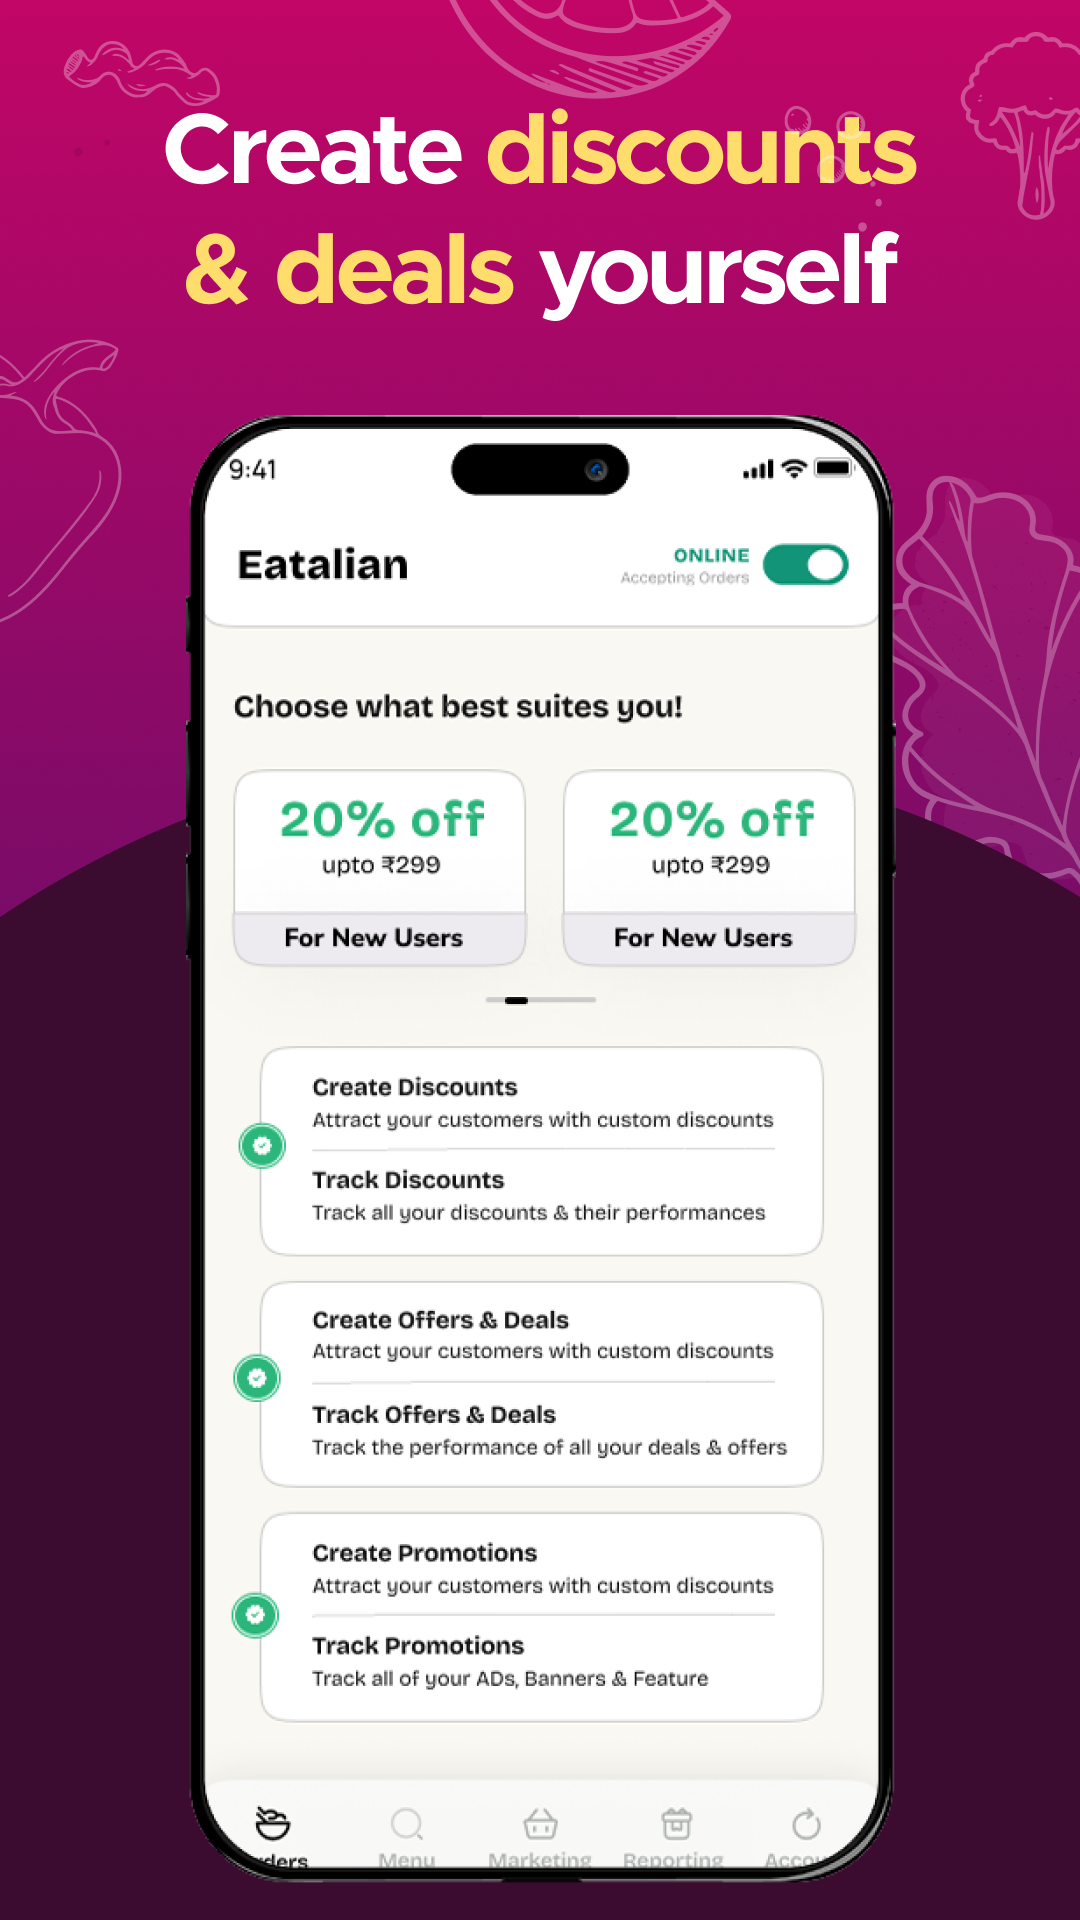 Create discounts
& deals yourself
9:41
Eatalian
ONLINE
Accepting Orders
Choose what best suites you!
20% off
upto ₹299
For New Users
20% off
upto ₹299
For New Users
Create Discounts
Attract your customers with custom discounts
Track Discounts
Track all your discounts & their performances
Create Offers & Deals
Attract your customers with custom discounts
Track Offers & Deals
Track the performance of all your deals & offers
Create Promotions
Attract your customers with custom discounts
Track Promotions
Track all of your ADs, Banners & Feature
Menu Marketing Reporting